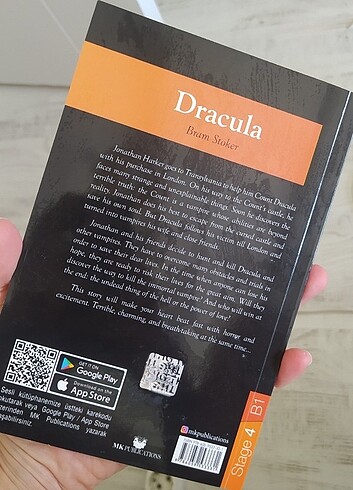 Dracula
Bram Stoker
Jonathan Harker goes to Transylvania to help him Count Dracula
with his purchase in London. On his way to the Count's castle, he
faces many strange and unexplainable things. Soon he discovers the
terrible truth: the Count is a vampire whose abilities are beyond
reality. Jonathan does his best to escape from the cursed castle and
save his own soul. But Dracula follows his victim till London and
turned into vampires his wife and close friends.
Jonathan and his friends decide to hunt and kill Dracula and
other vampires. They have to overcome many obstacles and trials in
order to save their dear lives. In the time when anyone can lose his
hope, they are ready to risk their lives for the great aim. Will they
discover the way to kill the immortal vampire? And who will win at
the end: the undead thing of the hell or the power of love?
This story will make your heart beat fast with horror and
excitement. Terrible, charming, and breath-taking at the same time...
GET IT ON
Google Play
Download on the
App Store
Sesli kütüphanemize üstteki karekodu
okutarak veya Google Play / App Store
üzerinden MK Publications yazarak
MK PUBLICATIONS
mkpublications
Stage 4 B1